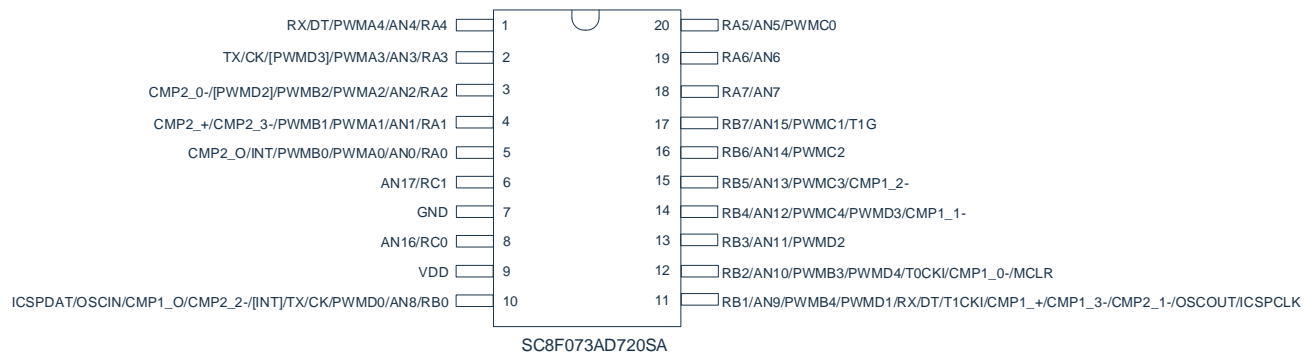 RX/DT/PWMA4/AN4/RA4 1 20 RA5/AN5/PWMC0
TX/CK/[PWMD3]/PWMA3/AN3/RA3 2 19 RA6/AN6
CMP2_0-/[PWMD2]/PWMB2/PWMA2/AN2/RA2 3 18 RA7/AN7
CMP2_+/CMP2_3-/PWMB1/PWMA1/AN1/RA1 4 17 RB7/AN15/PWMC1/T1G
CMP2_O/INT/PWMB0/PWMA0/AN0/RA0 5 16 RB6/AN14/PWMC2
AN17/RC1 6 15 RB5/AN13/PWMC3/CMP1_2-
GND 7 14 RB4/AN12/PWMC4/PWMD3/CMP1_1-
AN16/RC0 8 13 RB3/AN11/PWMD2
VDD 9 12 RB2/AN10/PWMB3/PWMD4/T0CKI/CMP1_0-/MCLR
ICSPDAT/OSCIN/CMP1_O/CMP2_2-/[INT]/TX/CK/PWMD0/AN8/RB0 10 11 RB1/AN9/PWMB4/PWMD1/RX/DT/T1CKI/CMP1_+/CMP1_3-/CMP2_1-/OSCOUT/ICSPCLK
SC8F073AD720SA